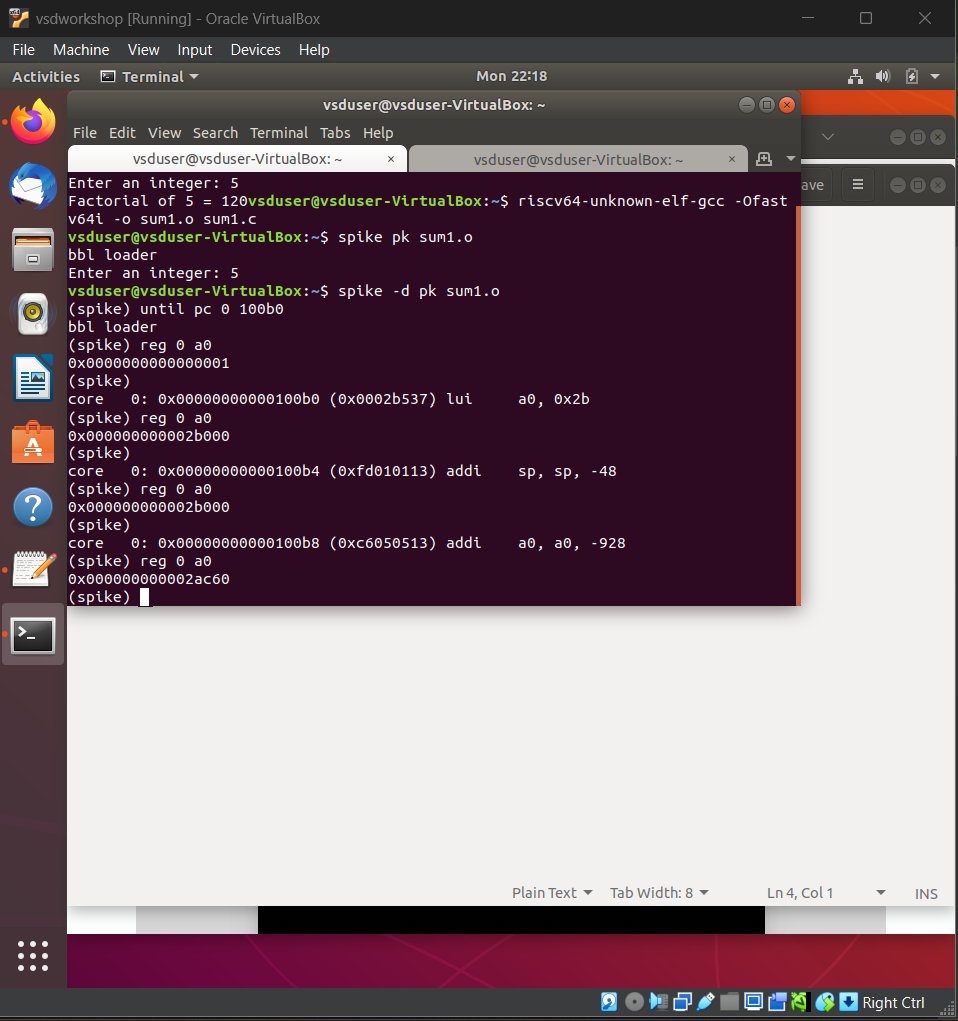 vsdworkshop [Running] - Oracle VirtualBox
File Machine View Input Devices Help
Activities Terminal Mon 22:18
vsduser@vsduser-VirtualBox: ~
File Edit View Search Terminal Tabs Help
vsduser@vsduser-VirtualBox: ~ × vsduser@vsduser-VirtualBox: ~ ×
ave
Enter an integer: 5
Factorial of 5 = 120vsduser@vsduser-VirtualBox:~$ riscv64-unknown-elf-gcc -Ofast
v64i -o sum1.o sum1.c
vsduser@vsduser-VirtualBox:~$ spike pk sum1.o
bbl loader
Enter an integer: 5
vsduser@vsduser-VirtualBox:~$ spike -d pk sum1.o
(spike) until pc 0 100b0
bbl loader
(spike) reg 0 a0
0x0000000000000001
(spike)
core   0: 0x00000000000100b0 (0x0002b537) lui     a0, 0x2b
(spike) reg 0 a0
0x000000000002b000
(spike)
core   0: 0x00000000000100b4 (0xfd010113) addi    sp, sp, -48
(spike) reg 0 a0
0x000000000002b000
(spike)
core   0: 0x00000000000100b8 (0xc6050513) addi    a0, a0, -928
(spike) reg 0 a0
0x000000000002ac60
(spike)
Plain Text Tab Width: 8 Ln 4, Col 1 INS
Right Ctrl